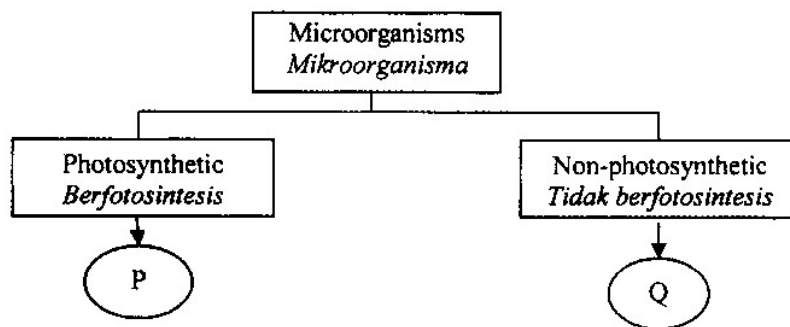 Microorganisms
Mikroorganisma
Photosynthetic
Berfotosintesis
Non-photosynthetic
Tidak berfotosintesis
P
Q